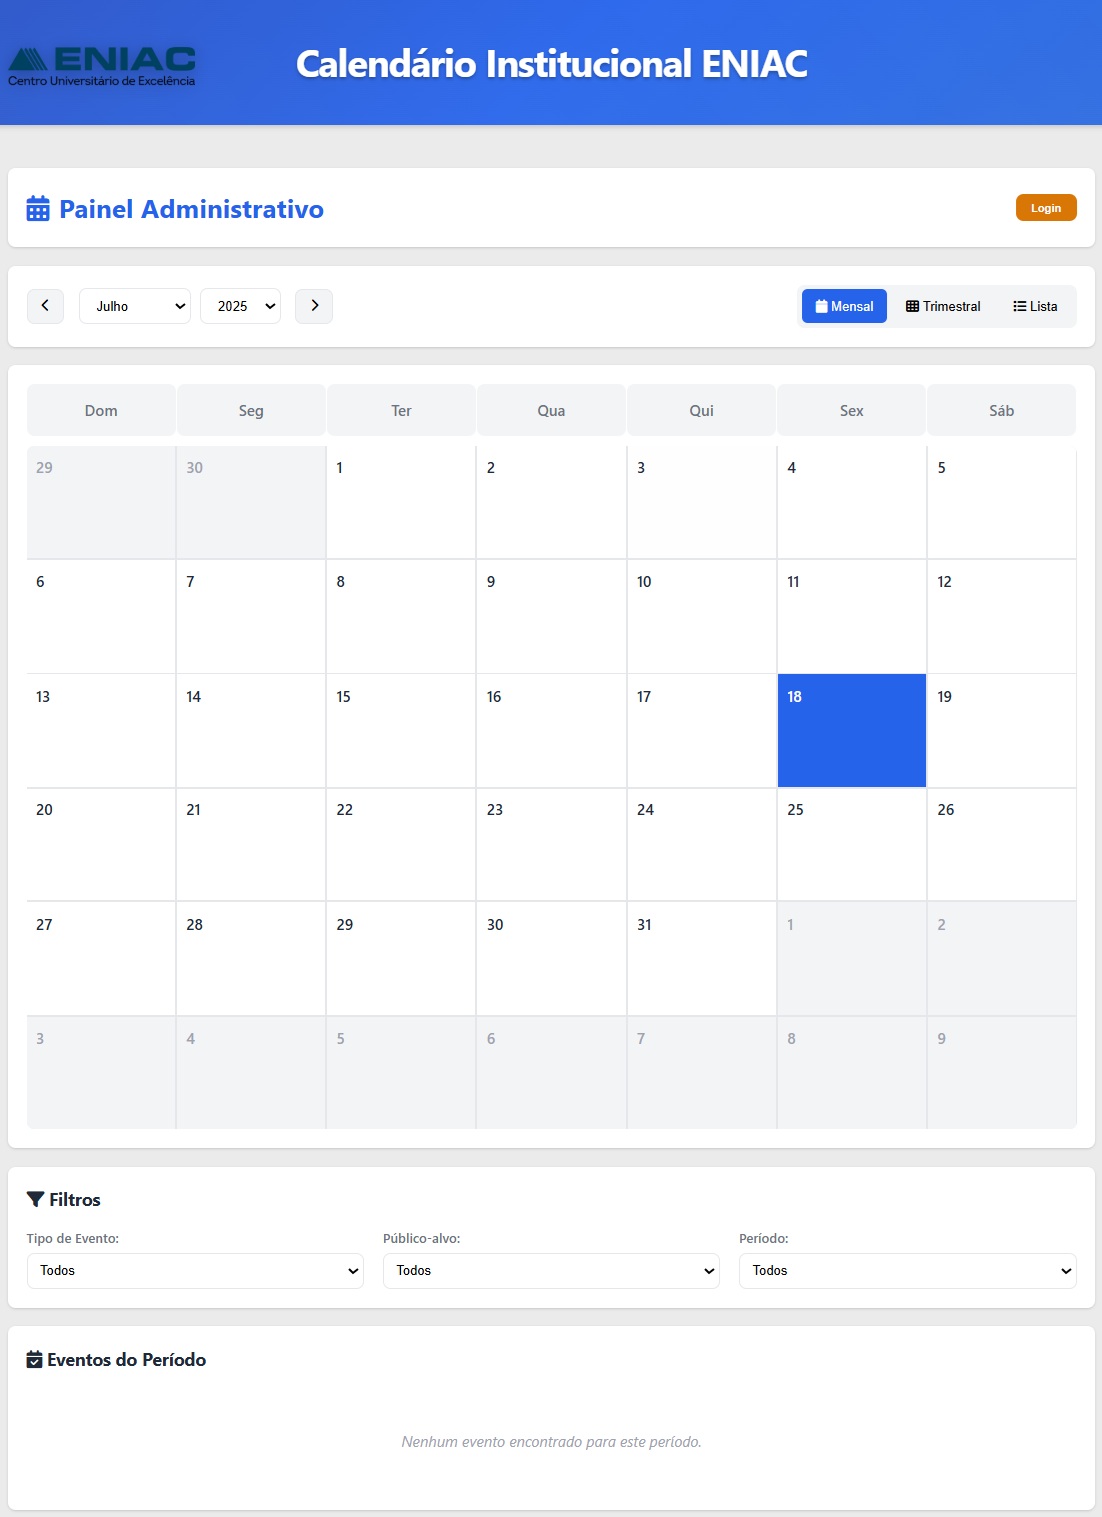 ENIAC
Centro Universitário de Excelência
Calendário Institucional ENIAC
Painel Administrativo
Login
Julho 2025
Mensal Trimestral Lista
Dom Seg Ter Qua Qui Sex Sáb
29 30 1 2 3 4 5
6 7 8 9 10 11 12
13 14 15 16 17 18 19
20 21 22 23 24 25 26
27 28 29 30 31 1 2
3 4 5 6 7 8 9
Filtros
Tipo de Evento: Público-alvo: Período:
Todos Todos Todos
Eventos do Período
Nenhum evento encontrado para este período.